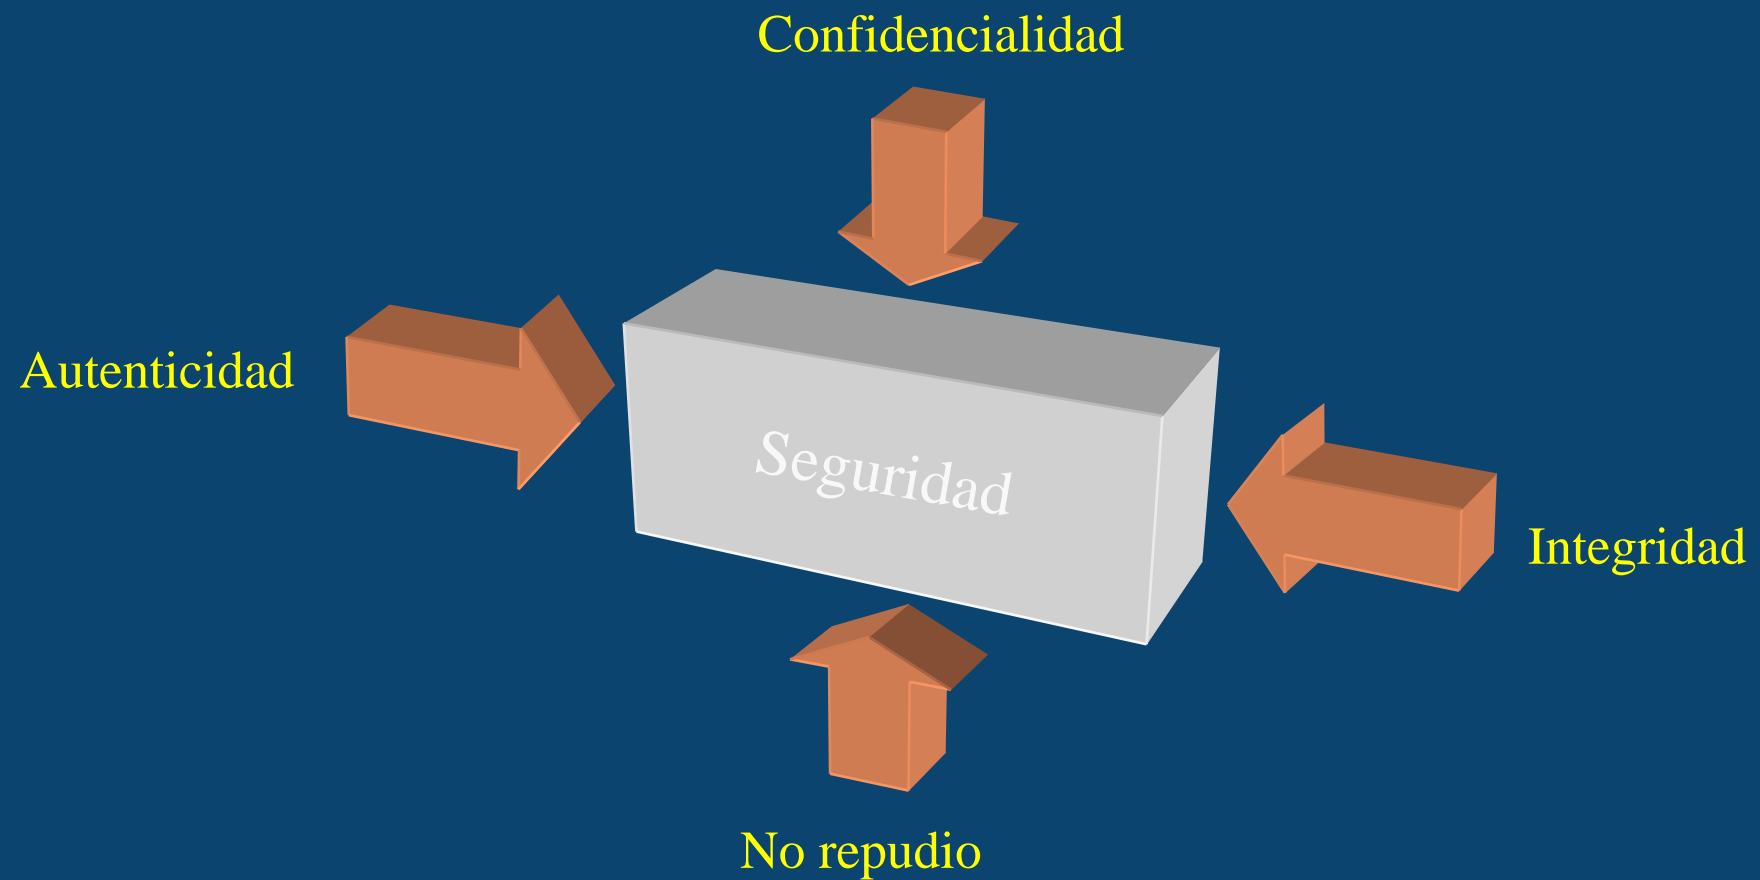 Confidencialidad
Autenticidad
Seguridad
Integridad
No repudio